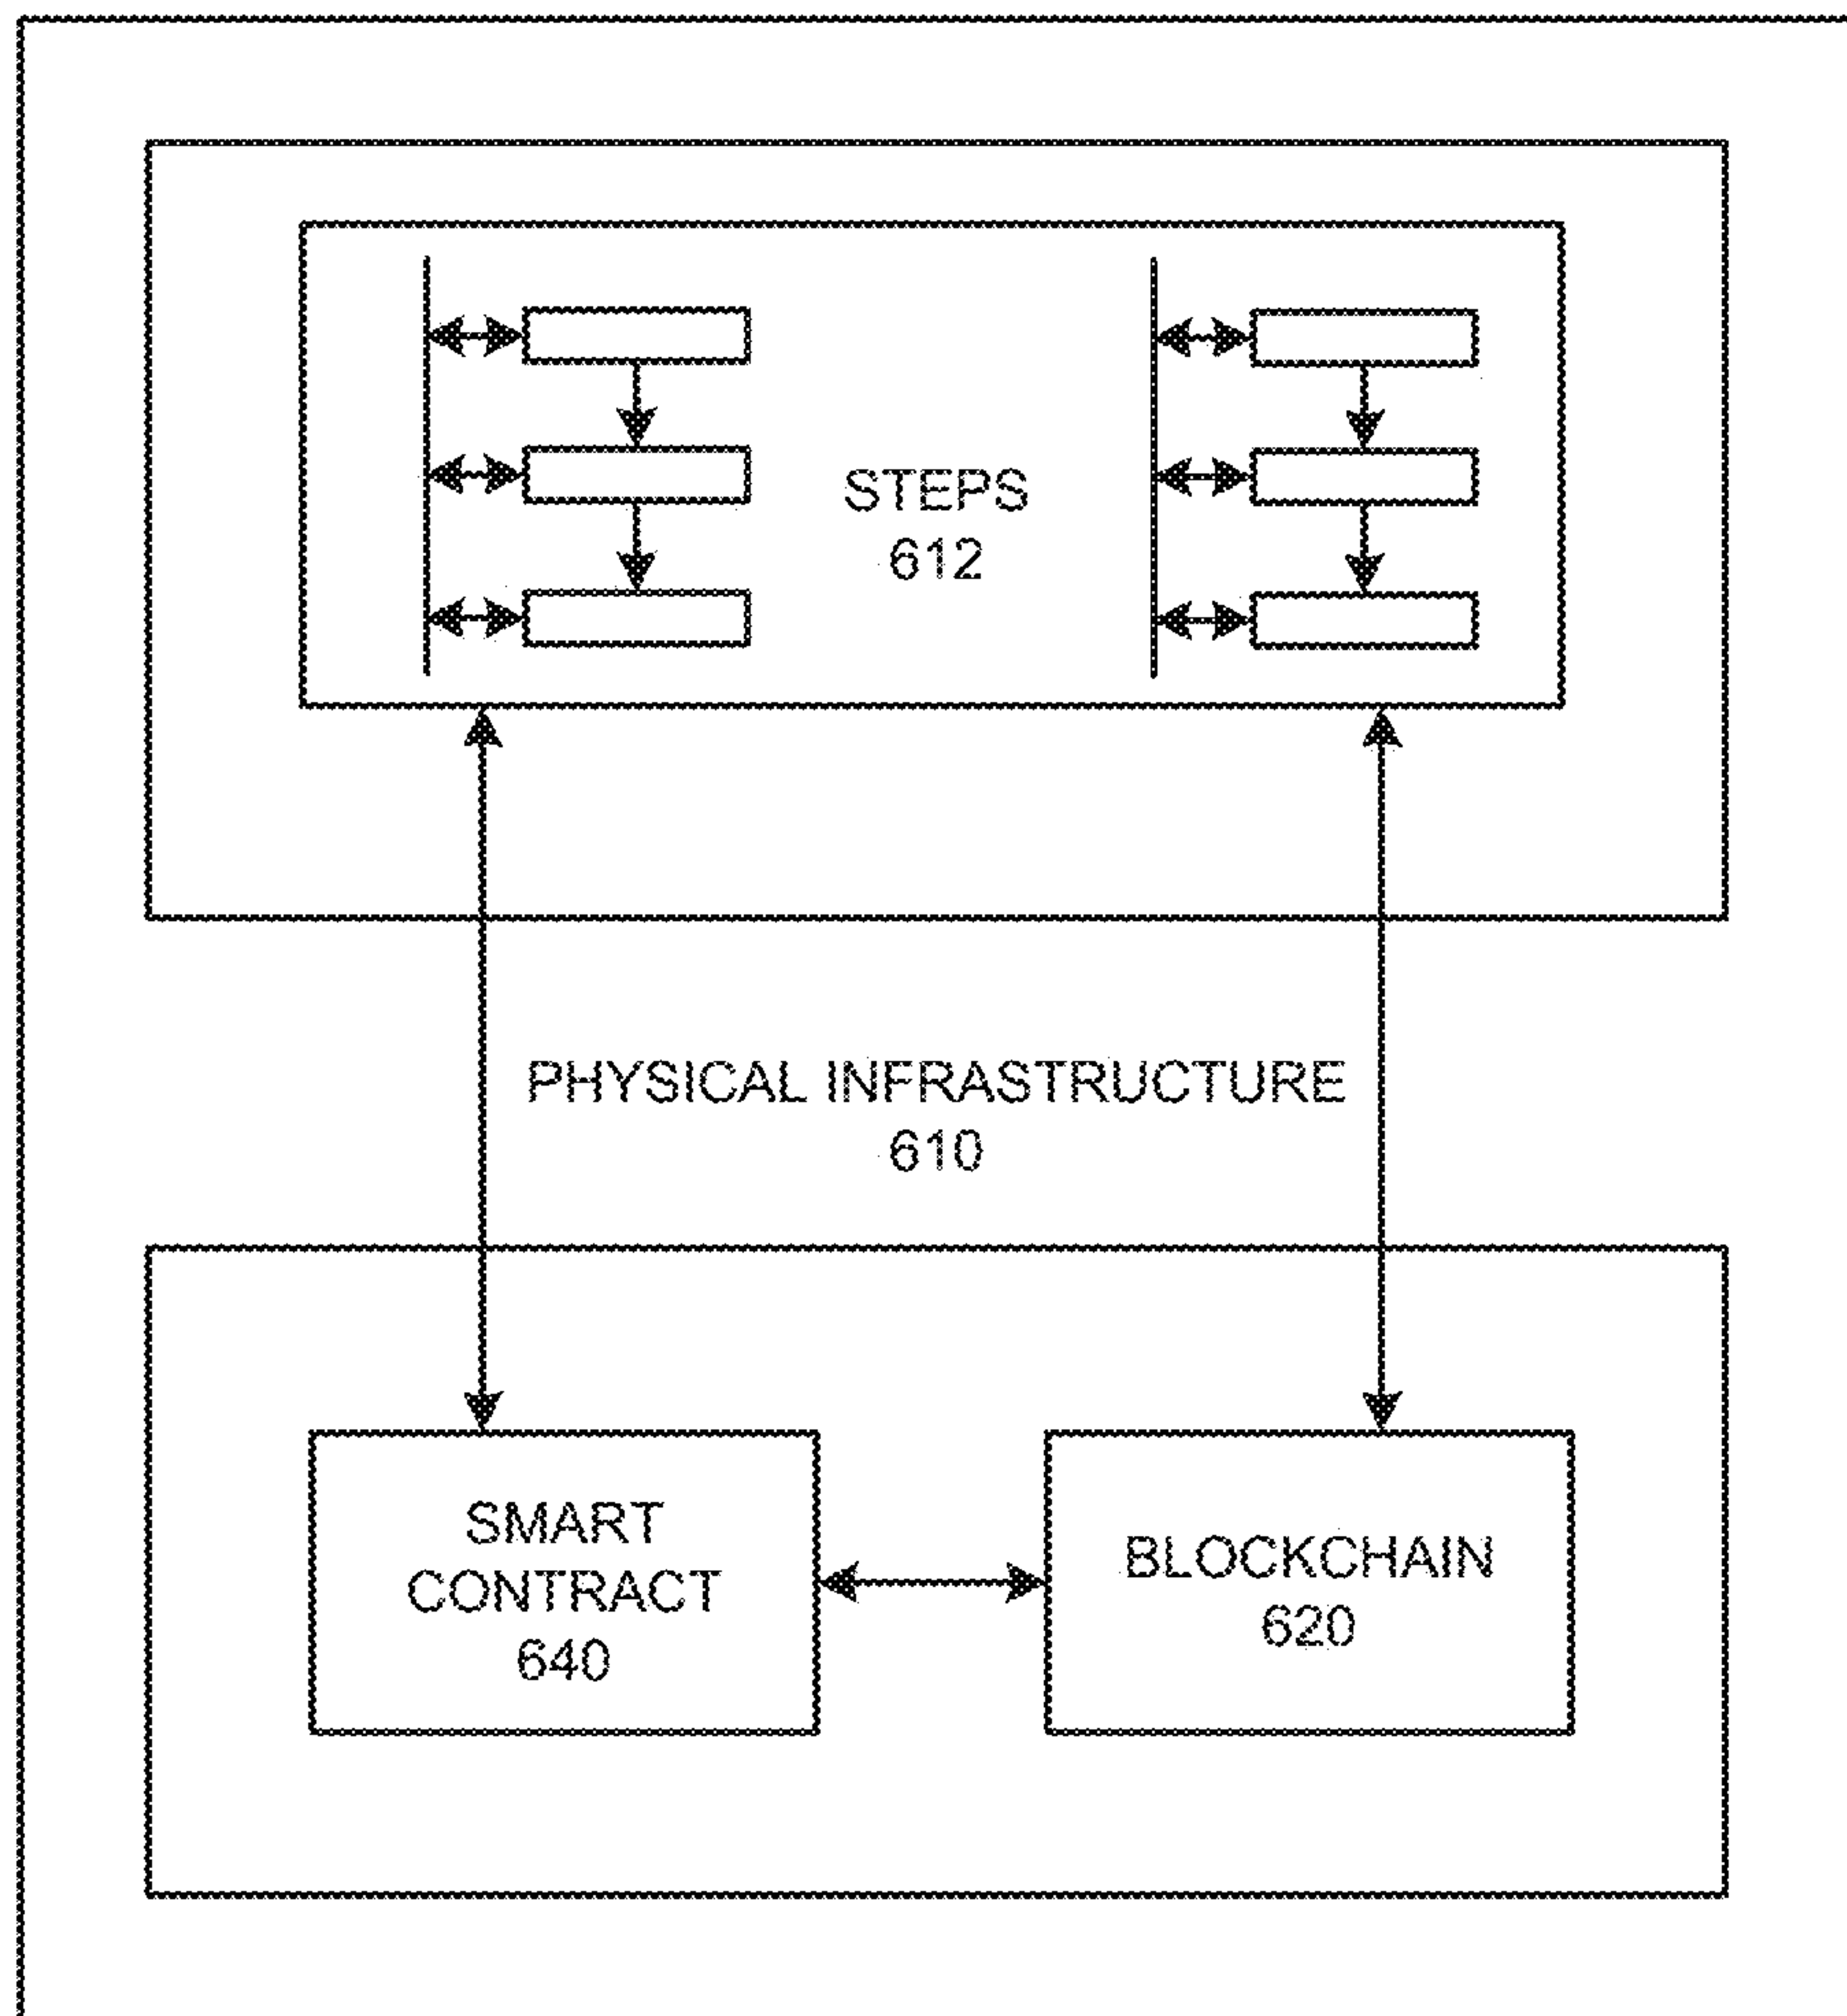 STEPS
612
PHYSICAL INFRASTRUCTURE
610
SMART
CONTRACT
640
BLOCKCHAIN
620